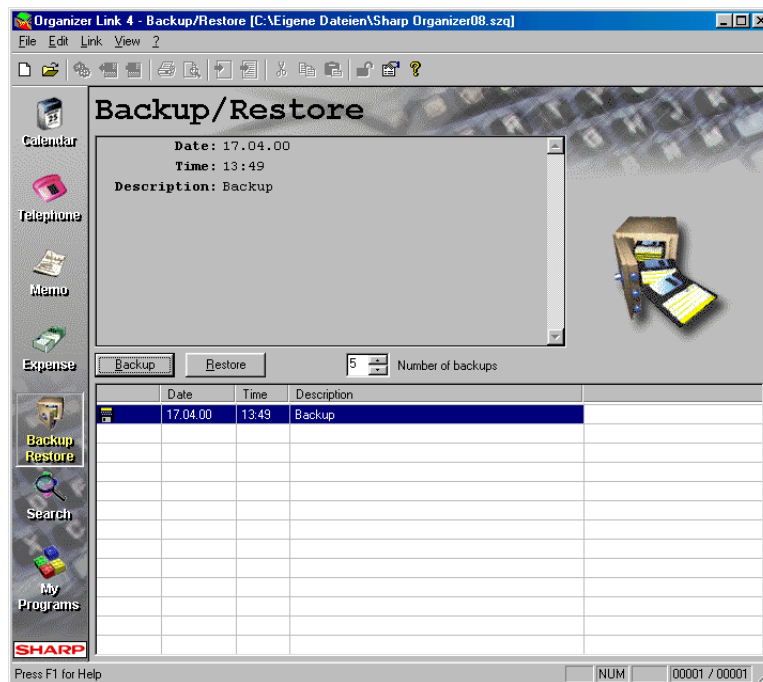 Organizer Link 4 - Backup/Restore [C:\Eigene Dateien\Sharp Organizer08.szq]
File Edit Link View ?
Backup/Restore
Calendar
Telephone
Memo
Expense
Backup
Restore
Search
My
Programs
SHARP
Date: 17.04.00
Time: 13:49
Description: Backup
Backup Restore 5 Number of backups
Date Time Description
17.04.00 13:49 Backup
Press F1 for Help NUM 00001 / 00001